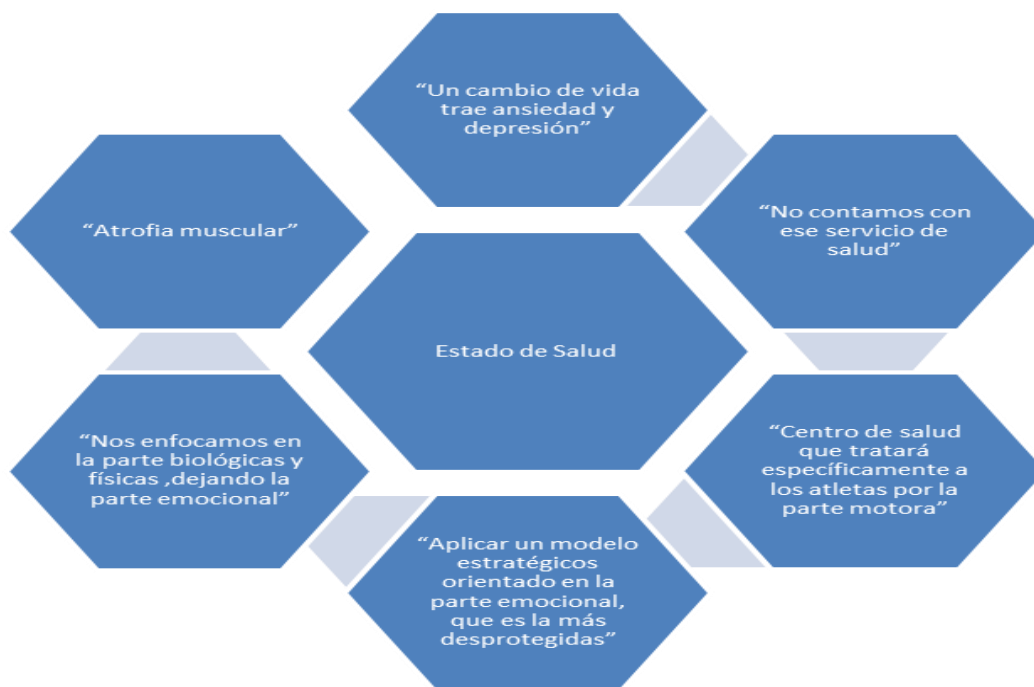 “Un cambio de vida
trae ansiedad y
depresión”
“No contamos con
ese servicio de
salud”
“Centro de salud
que tratará
específicamente a
los atletas por la
parte motora”
“Aplicar un modelo
estratégicos
orientado en la
parte emocional,
que es la más
desprotegidas”
“Nos enfocamos en
la parte biológicas y
físicas ,dejando la
parte emocional”
“Atrofia muscular”
Estado de Salud